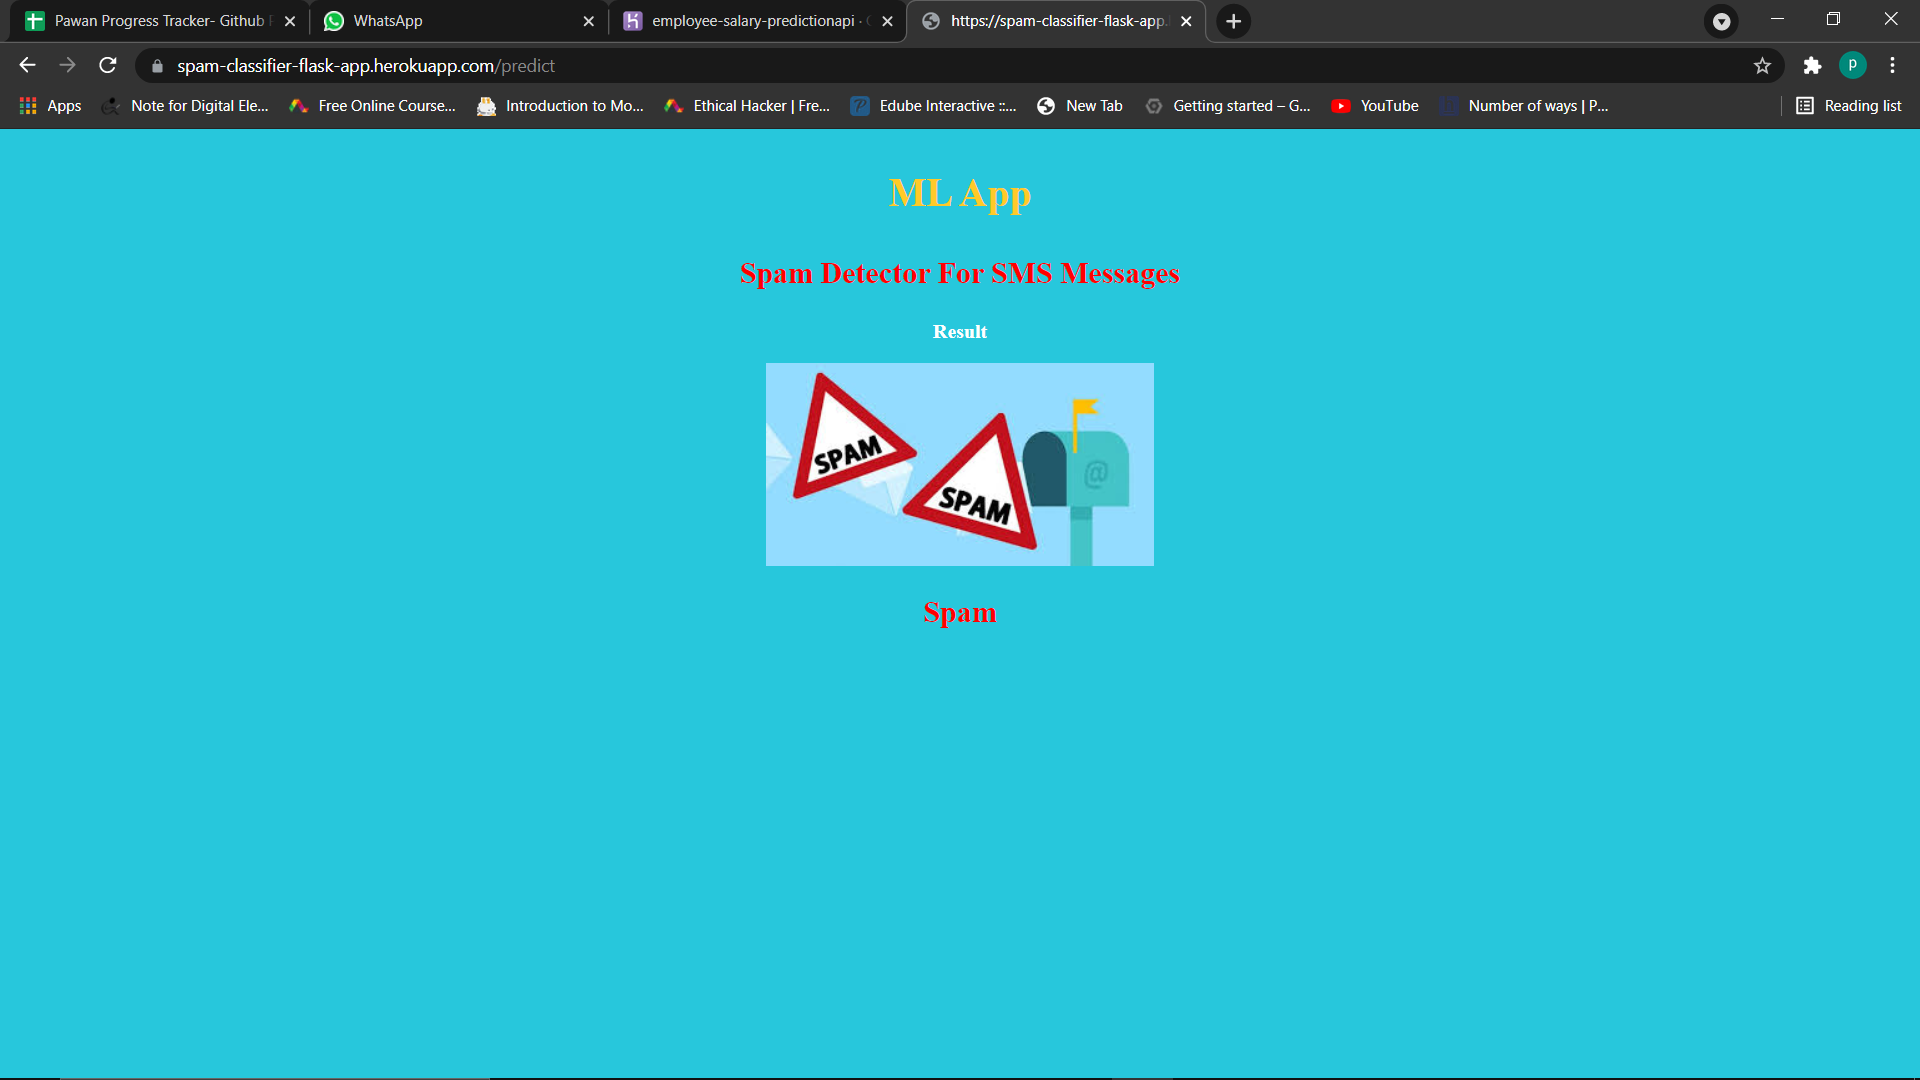 Pawan Progress Tracker- Github
WhatsApp
employee-salary-predictionapi ·
https://spam-classifier-flask-app.
spam-classifier-flask-app.herokuapp.com/predict
P
Apps
Note for Digital Ele...
Free Online Course...
Introduction to Mo...
Ethical Hacker | Fre...
Edube Interactive ::...
New Tab
Getting started – G...
YouTube
Number of ways | P...
Reading list
ML App
Spam Detector For SMS Messages
Result
SPAM
SPAM
@
Spam